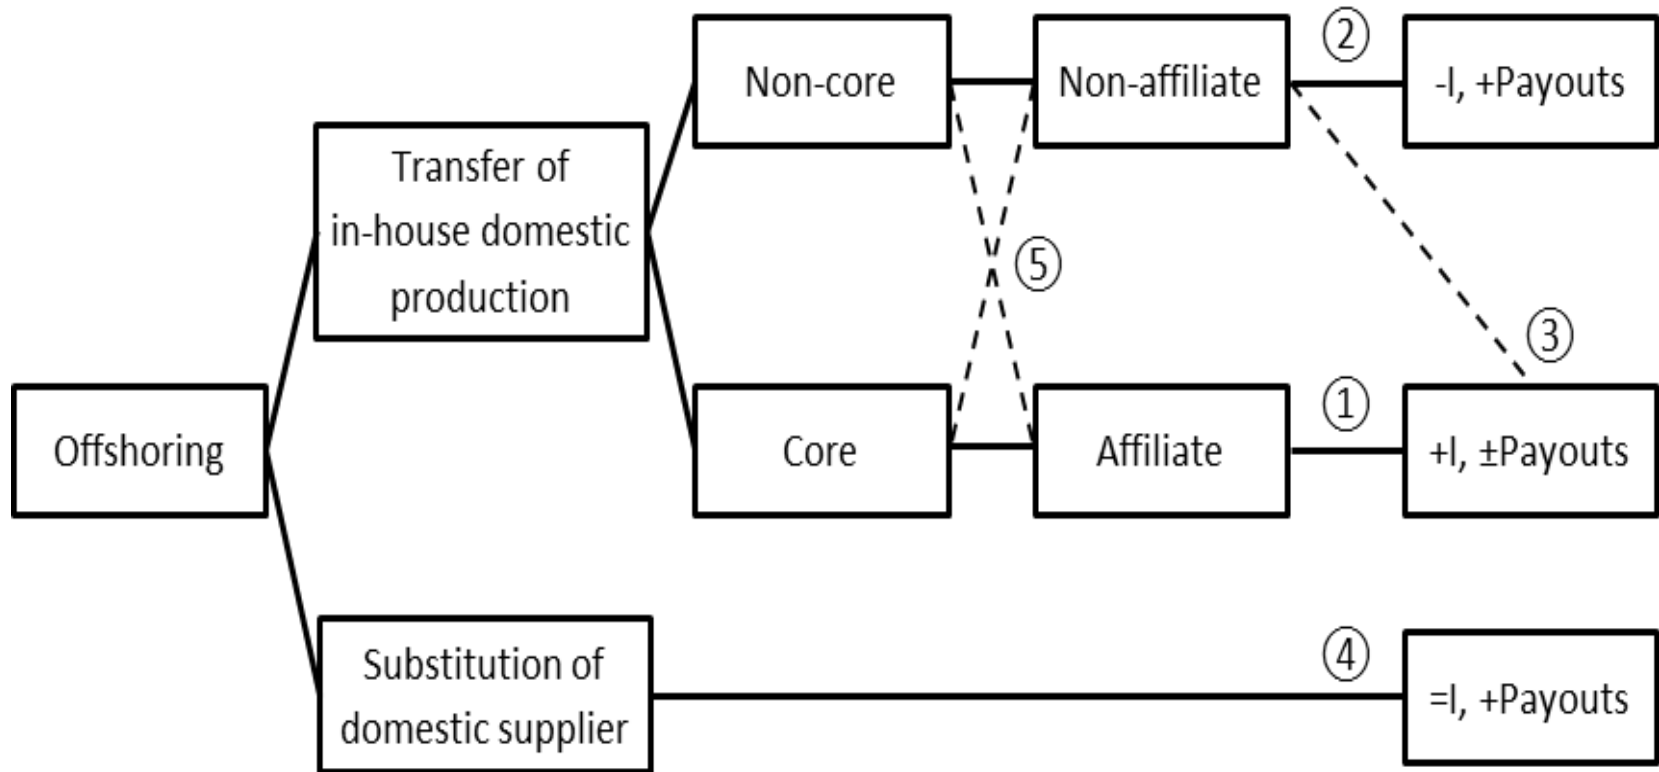 ②
Non-core
Non-affiliate
-I, +Payouts
Transfer of
in-house domestic
production
⑤
③
①
Offshoring
Core
Affiliate
+I, ±Payouts
④
Substitution of
domestic supplier
=I, +Payouts